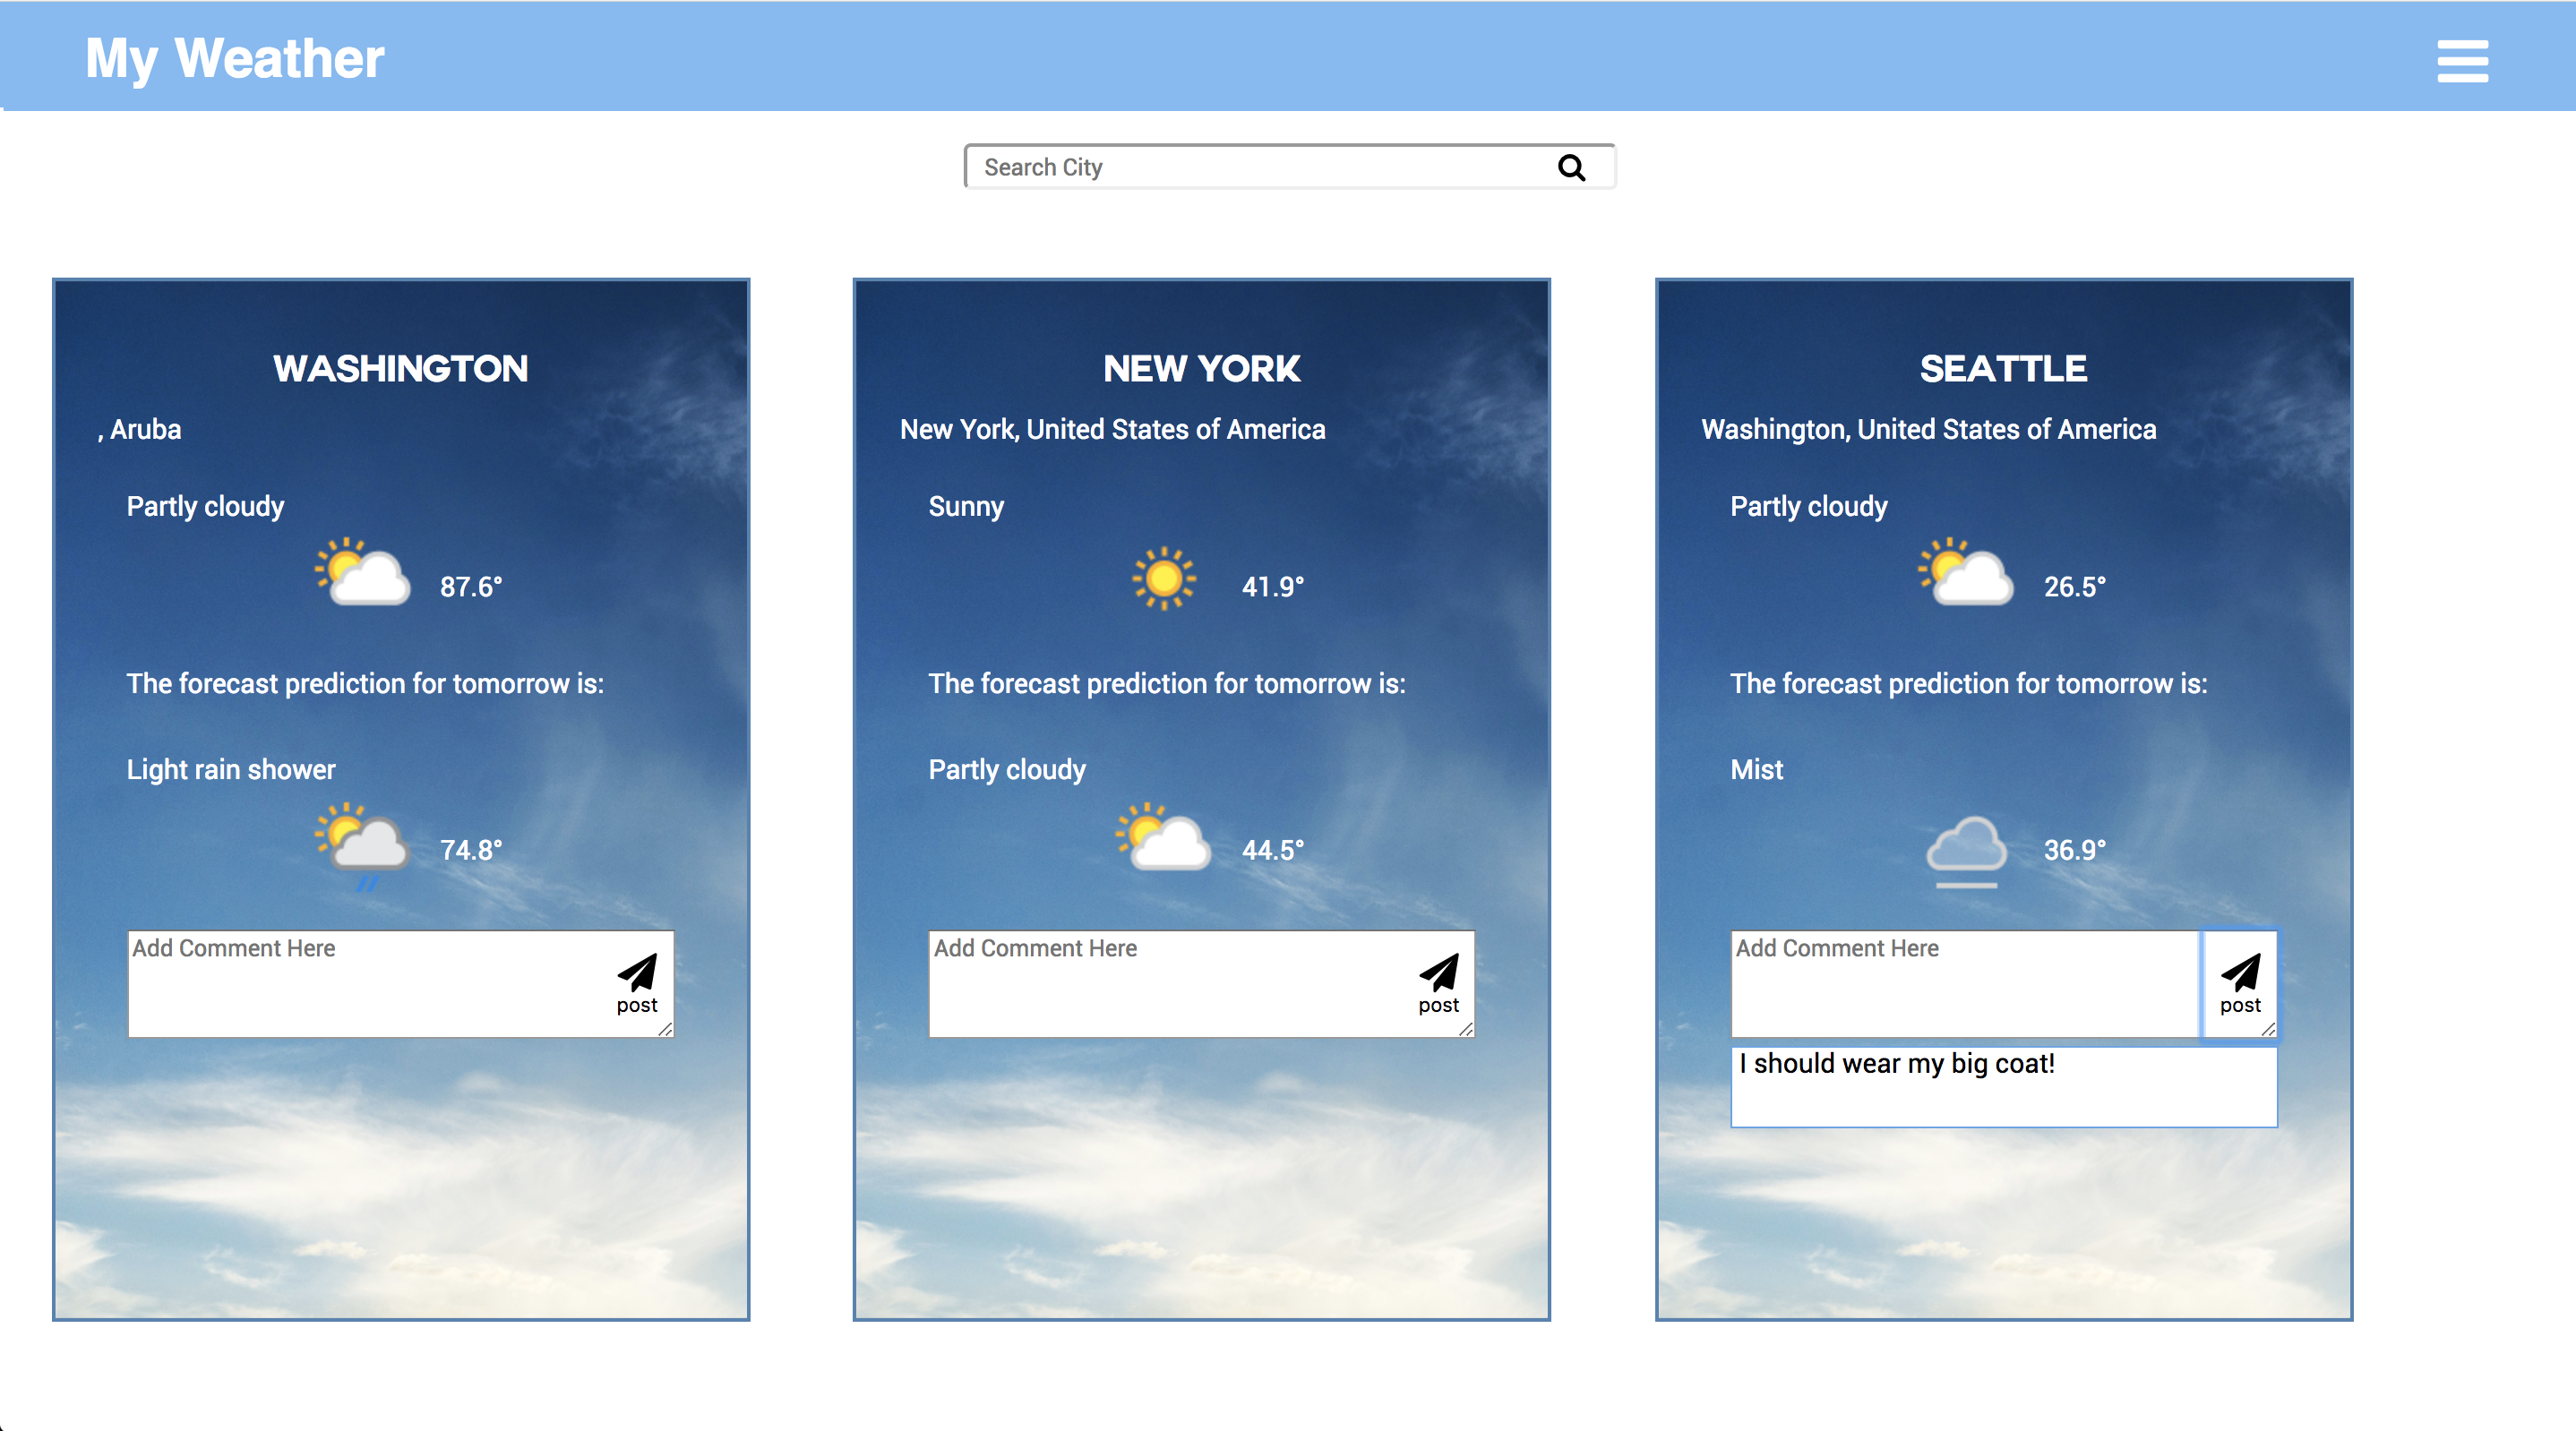 My Weather
Search City
WASHINGTON
, Aruba
Partly cloudy
87.6°
The forecast prediction for tomorrow is:
Light rain shower
74.8°
Add Comment Here
post
NEW YORK
New York, United States of America
Sunny
41.9°
The forecast prediction for tomorrow is:
Partly cloudy
44.5°
Add Comment Here
post
SEATTLE
Washington, United States of America
Partly cloudy
26.5°
The forecast prediction for tomorrow is:
Mist
36.9°
Add Comment Here
post
I should wear my big coat!